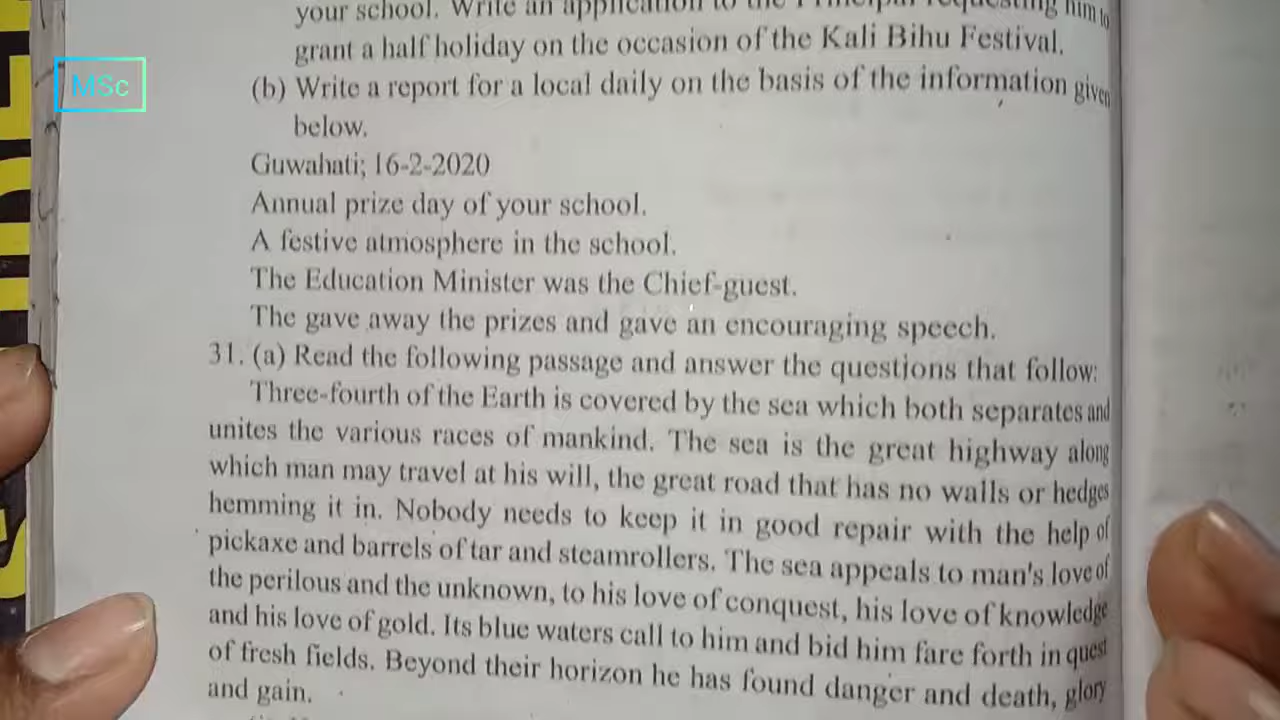 your school. Write an application to the Principal requesting him to
grant a half holiday on the occasion of the Kali Bihu Festival.
MSc
(b) Write a report for a local daily on the basis of the information given
below.
Guwahati; 16-2-2020
Annual prize day of your school.
A festive atmosphere in the school.
The Education Minister was the Chief-guest.
The gave away the prizes and gave an encouraging speech.
31. (a) Read the following passage and answer the questions that follow:
Three-fourth of the Earth is covered by the sea which both separates and
unites the various races of mankind. The sea is the great highway along
which man may travel at his will, the great road that has no walls or hedges
hemming it in. Nobody needs to keep it in good repair with the help of
pickaxe and barrels of tar and steamrollers. The sea appeals to man's love of
the perilous and the unknown, to his love of conquest, his love of knowledge
and his love of gold. Its blue waters call to him and bid him fare forth in quest
of fresh fields. Beyond their horizon he has found danger and death, glory
and gain.